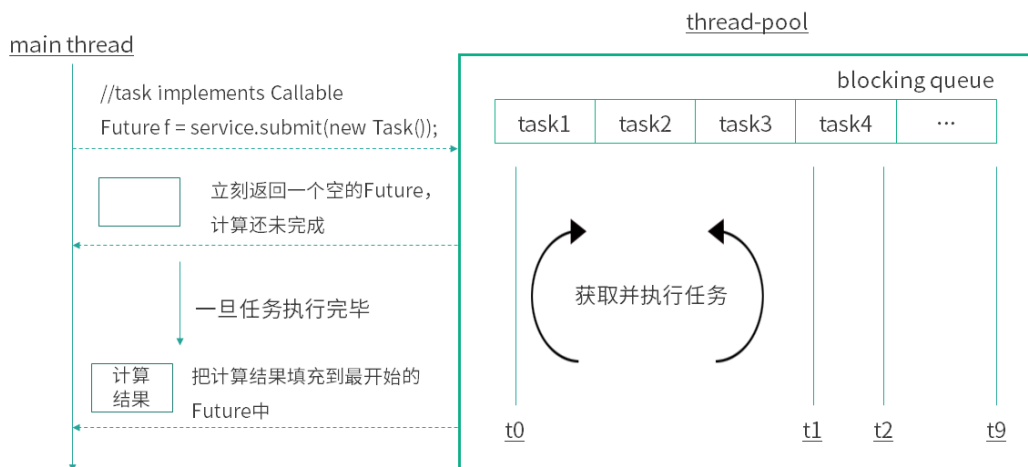 main thread
//task implements Callable
Future f = service.submit(new Task());
立刻返回一个空的Future，
计算还未完成
一旦任务执行完毕
计算
结果
把计算结果填充到最开始的
Future中
thread-pool
blocking queue
task1 task2 task3 task4 ...
获取并执行任务
t0 t1 t2 t9